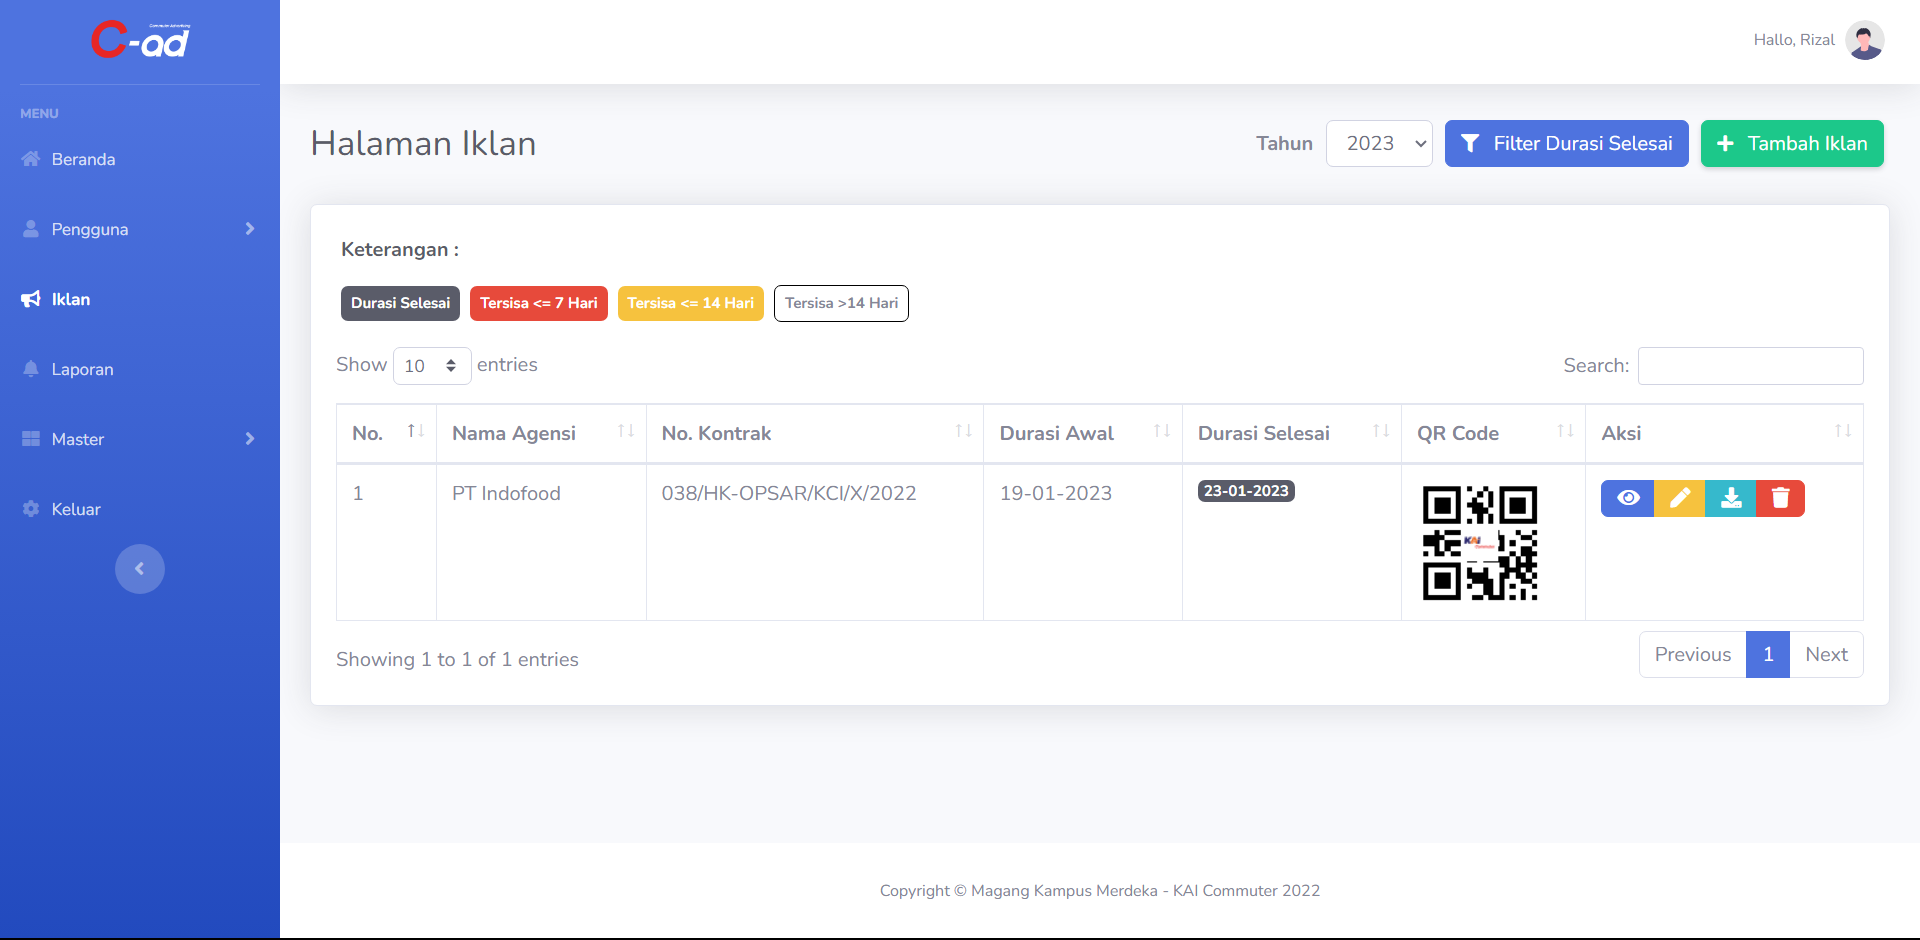 Commuter Advertising
C-ad
MENU
Beranda
Pengguna
Iklan
Laporan
Master
Keluar
Hallo, Rizal
Halaman Iklan
Tahun 2023 Filter Durasi Selesai Tambah Iklan
Keterangan :
Durasi Selesai Tersisa <= 7 Hari Tersisa <= 14 Hari Tersisa >14 Hari
Show 10 entries Search:
No. Nama Agensi No. Kontrak Durasi Awal Durasi Selesai QR Code Aksi
1 PT Indofood 038/HK-OPSAR/KCI/X/2022 19-01-2023 23-01-2023
KAI
Commuter
Showing 1 to 1 of 1 entries Previous 1 Next
Copyright © Magang Kampus Merdeka - KAI Commuter 2022